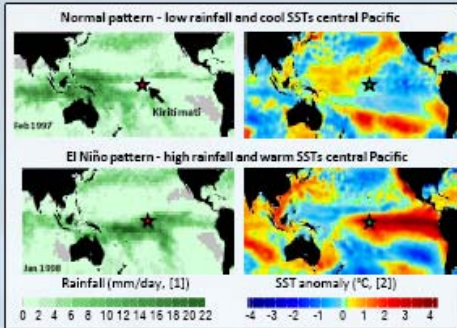 Normal pattern - low rainfall and cool SSTs central Pacific
Kiritimati
Feb 1997
El Niño pattern - high rainfall and warm SSTs central Pacific
Jan 1998
Rainfall (mm/day, [1]) SST anomaly (°C, [2])
0 2 4 6 8 10 12 14 16 18 20 22 -4 -3 -2 -1 0 1 2 3 4